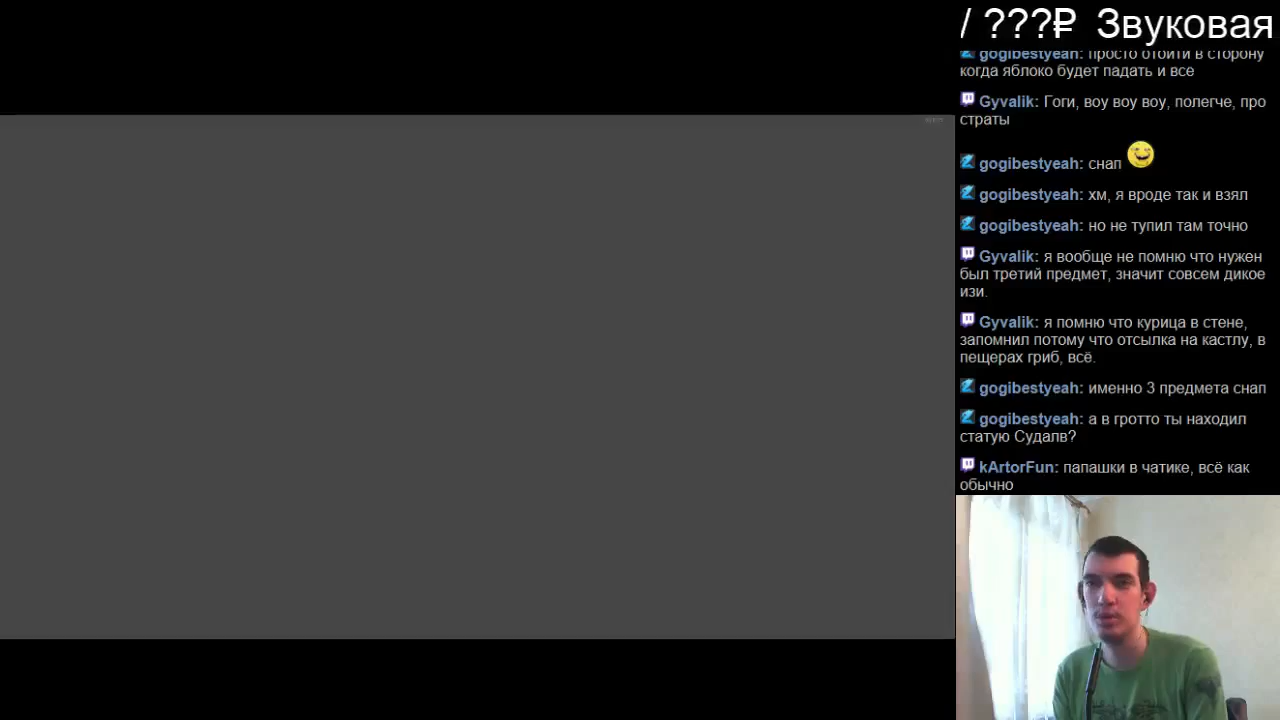 / ???₽ Звуковая
gogibestyeah: просто отойти в сторону
когда яблоко будет падать и все
Gyvalik: Гоги, воу воу воу, полегче, про
страты
gogibestyeah: снап
gogibestyeah: хм, я вроде так и взял
gogibestyeah: но не тупил там точно
Gyvalik: я вообще не помню что нужен
был третий предмет, значит совсем дикое
изи.
Gyvalik: я помню что курица в стене,
запомнил потому что отсылка на кастлу, в
пещерах гриб, всё.
gogibestyeah: именно 3 предмета снап
gogibestyeah: а в гротто ты находил
статую Судалв?
kArtorFun: папашки в чатике, всё как
обычно